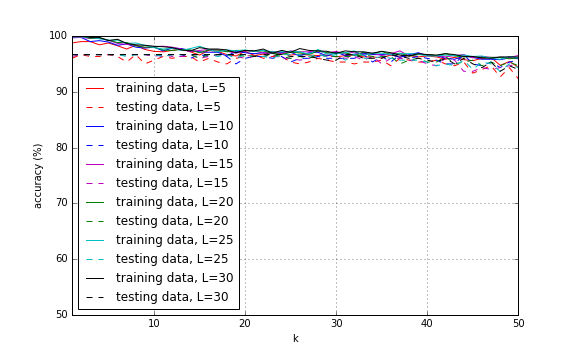 100
90
80
70
60
50
accuracy (%)
training data, L=5
testing data, L=5
training data, L=10
testing data, L=10
training data, L=15
testing data, L=15
training data, L=20
testing data, L=20
training data, L=25
testing data, L=25
training data, L=30
testing data, L=30
10 20 30 40 50
k